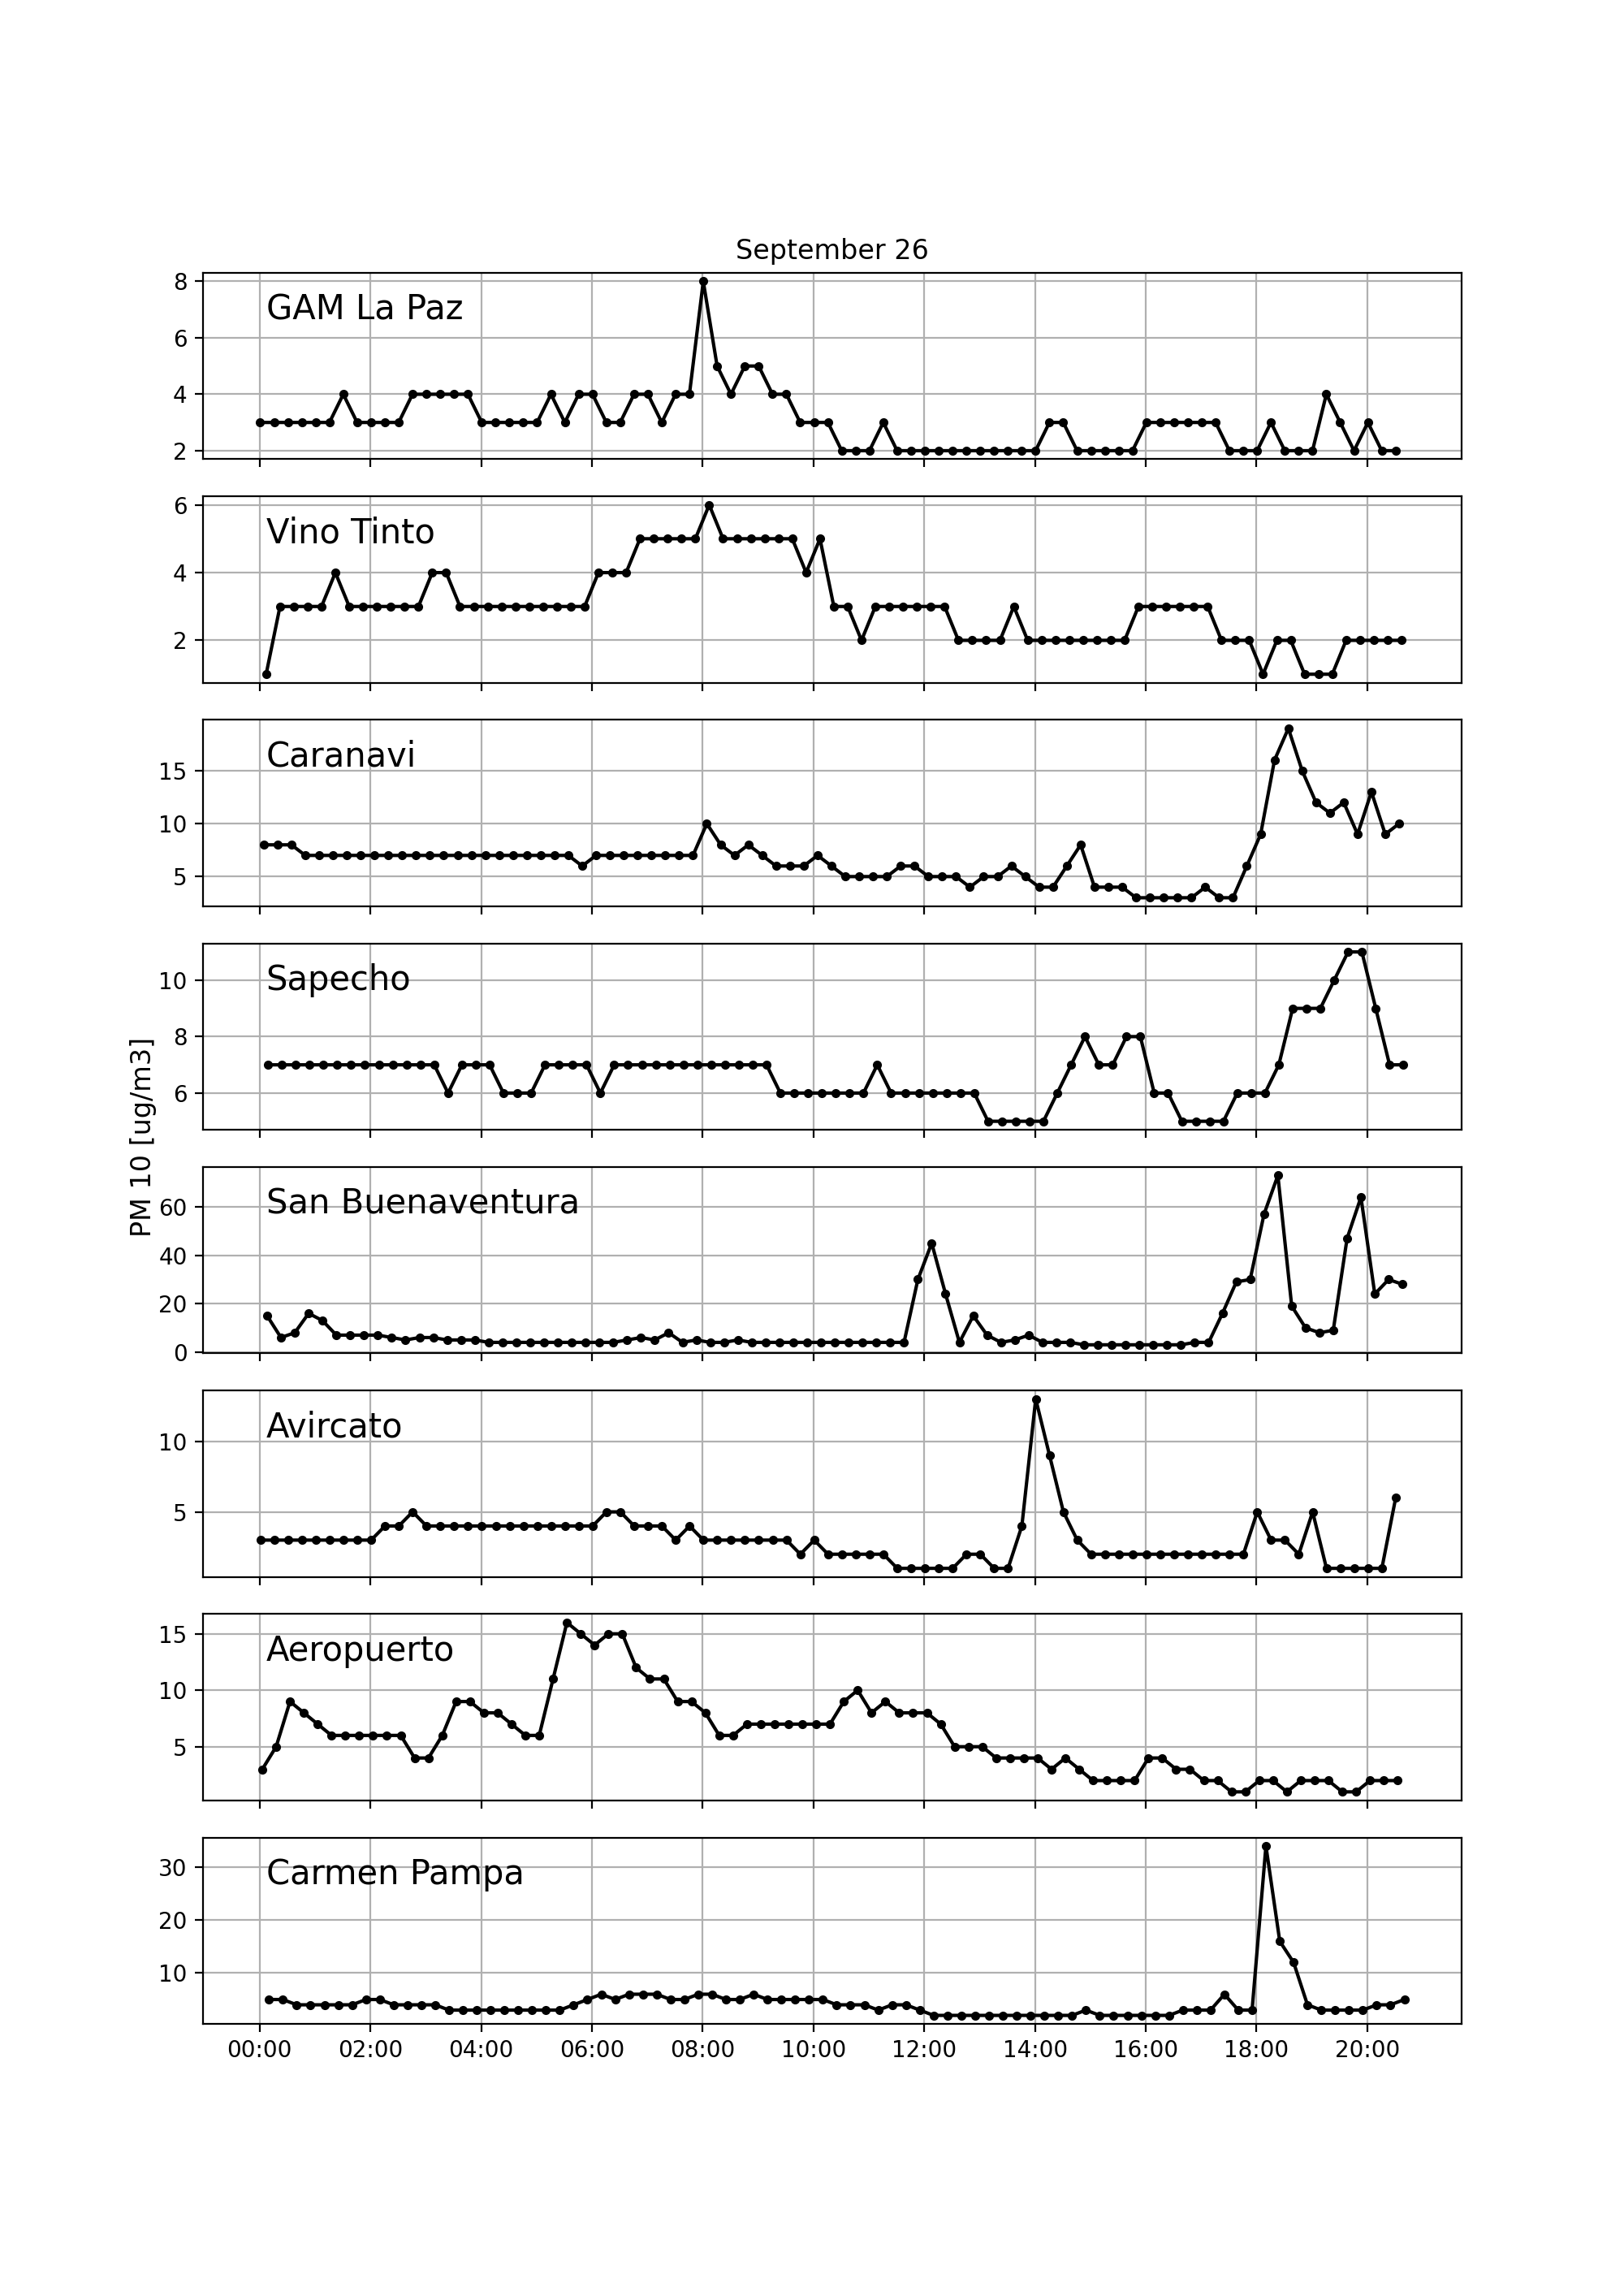 September 26
PM 10 [ug/m3]
GAM La Paz
8
6
4
2
Vino Tinto
6
4
2
Caranavi
15
10
5
Sapecho
10
8
6
San Buenaventura
60
40
20
0
Avircato
10
5
Aeropuerto
15
10
5
Carmen Pampa
30
20
10
00:00 02:00 04:00 06:00 08:00 10:00 12:00 14:00 16:00 18:00 20:00